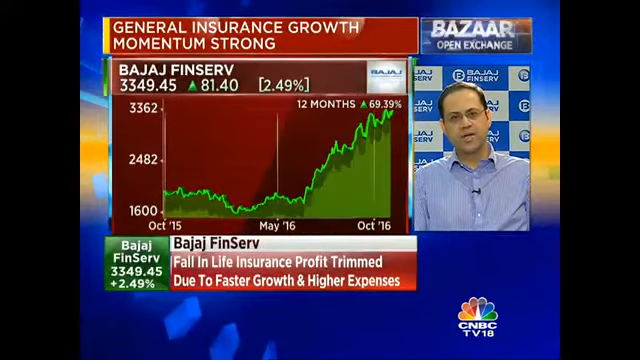 GENERAL INSURANCE GROWTH
MOMENTUM STRONG
BAZAAR
OPEN EXCHANGE
BAJAJ FINSERV
3349.45 ▲ 81.40 [2.49%]
BAJAJ
12 MONTHS ▲ 69.39%
3362
2482
1600
Oct '15
May '16
Oct '16
BAJAJ
FINSERV
Bajaj
FinServ
3349.45
+2.49%
Bajaj FinServ
Fall In Life Insurance Profit Trimmed
Due To Faster Growth & Higher Expenses
CNBC
TV18